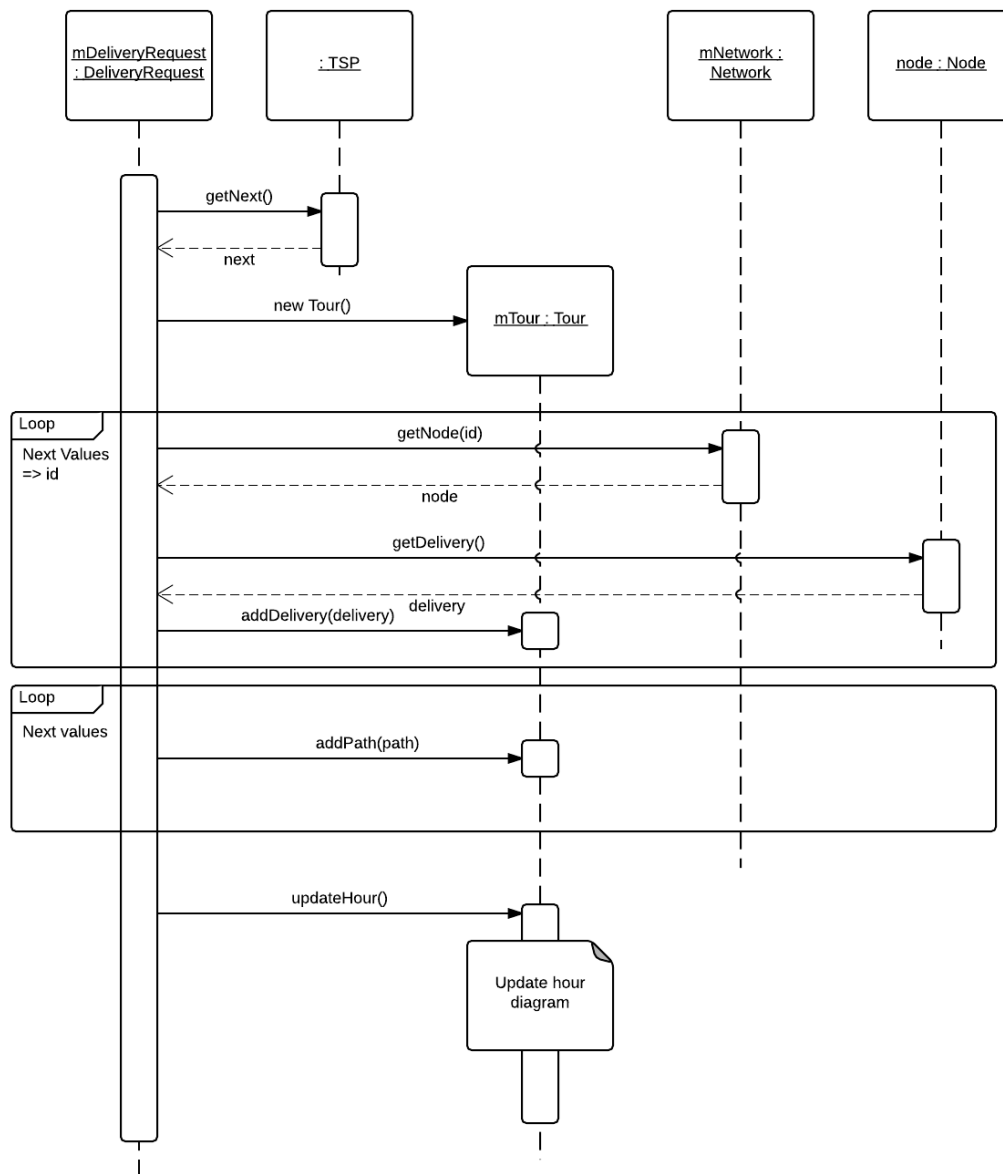 mDeliveryRequest
: DeliveryRequest
: TSP
mNetwork :
Network
node : Node
getNext()
next
new Tour()
mTour : Tour
Loop
Next Values
=> id
getNode(id)
node
getDelivery()
delivery
addDelivery(delivery)
Loop
Next values
addPath(path)
updateHour()
Update hour
diagram